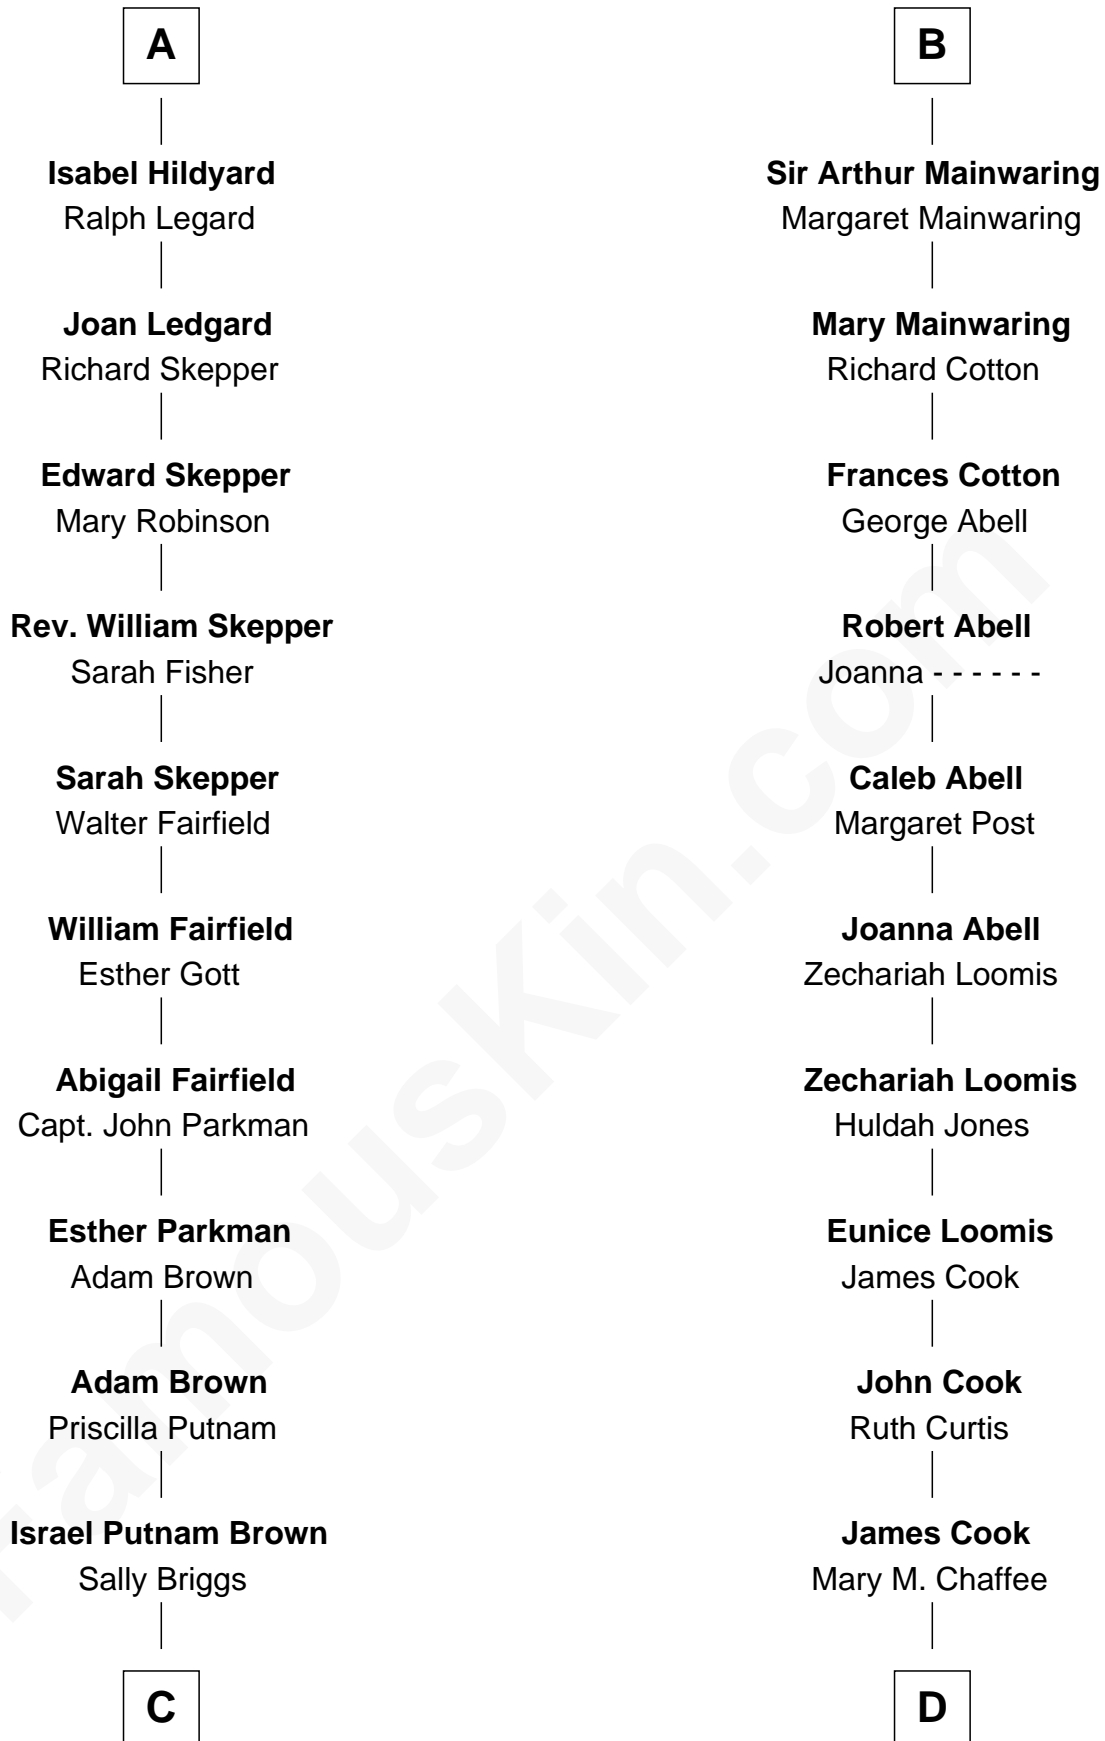 A
Isabel Hildyard
Ralph Legard
Joan Ledgard
Richard Skepper
Edward Skepper
Mary Robinson
Rev. William Skepper
Sarah Fisher
Sarah Skepper
Walter Fairfield
William Fairfield
Esther Gott
Abigail Fairfield
Capt. John Parkman
Esther Parkman
Adam Brown
Adam Brown
Priscilla Putnam
Israel Putnam Brown
Sally Briggs
C
B
Sir Arthur Mainwaring
Margaret Mainwaring
Mary Mainwaring
Richard Cotton
Frances Cotton
George Abell
Robert Abell
Joanna - - - - - -
Caleb Abell
Margaret Post
Joanna Abell
Zechariah Loomis
Zechariah Loomis
Huldah Jones
Eunice Loomis
James Cook
John Cook
Ruth Curtis
James Cook
Mary M. Chaffee
D
FamousKin.com